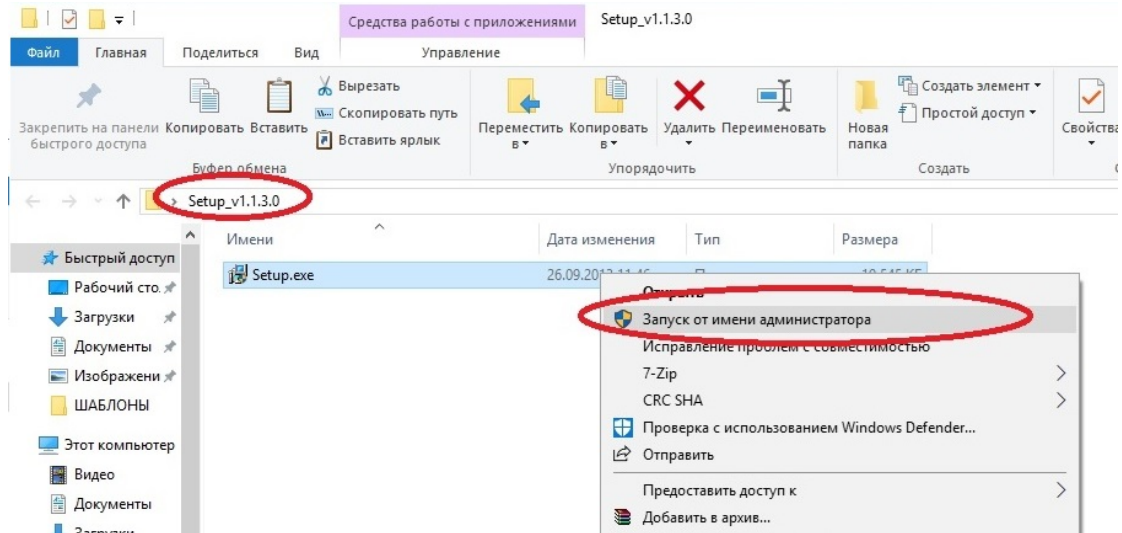 Средства работы с приложениями
Setup_v1.1.3.0
Файл
Главная
Поделиться
Вид
Управление
Закрепить на панели
быстрого доступа
Копировать
Вставить
Вырезать
Скопировать путь
Вставить ярлык
Буфер обмена
Переместить
в
Копировать
в
Удалить
Переименовать
Упорядочить
Новая
папка
Создать элемент
Простой доступ
Создать
Свойства
Setup_v1.1.3.0
Имени
Дата изменения
Тип
Размера
Setup.exe
Быстрый доступ
Рабочий сто.
Загрузки
Документы
Изображени
ШАБЛОНЫ
Этот компьютер
Видео
Документы
Загрузки
Открыть
Запуск от имени администратора
Исправление проблем с совместимостью
7-Zip
CRC SHA
Проверка с использованием Windows Defender...
Отправить
Предоставить доступ к
Добавить в архив...